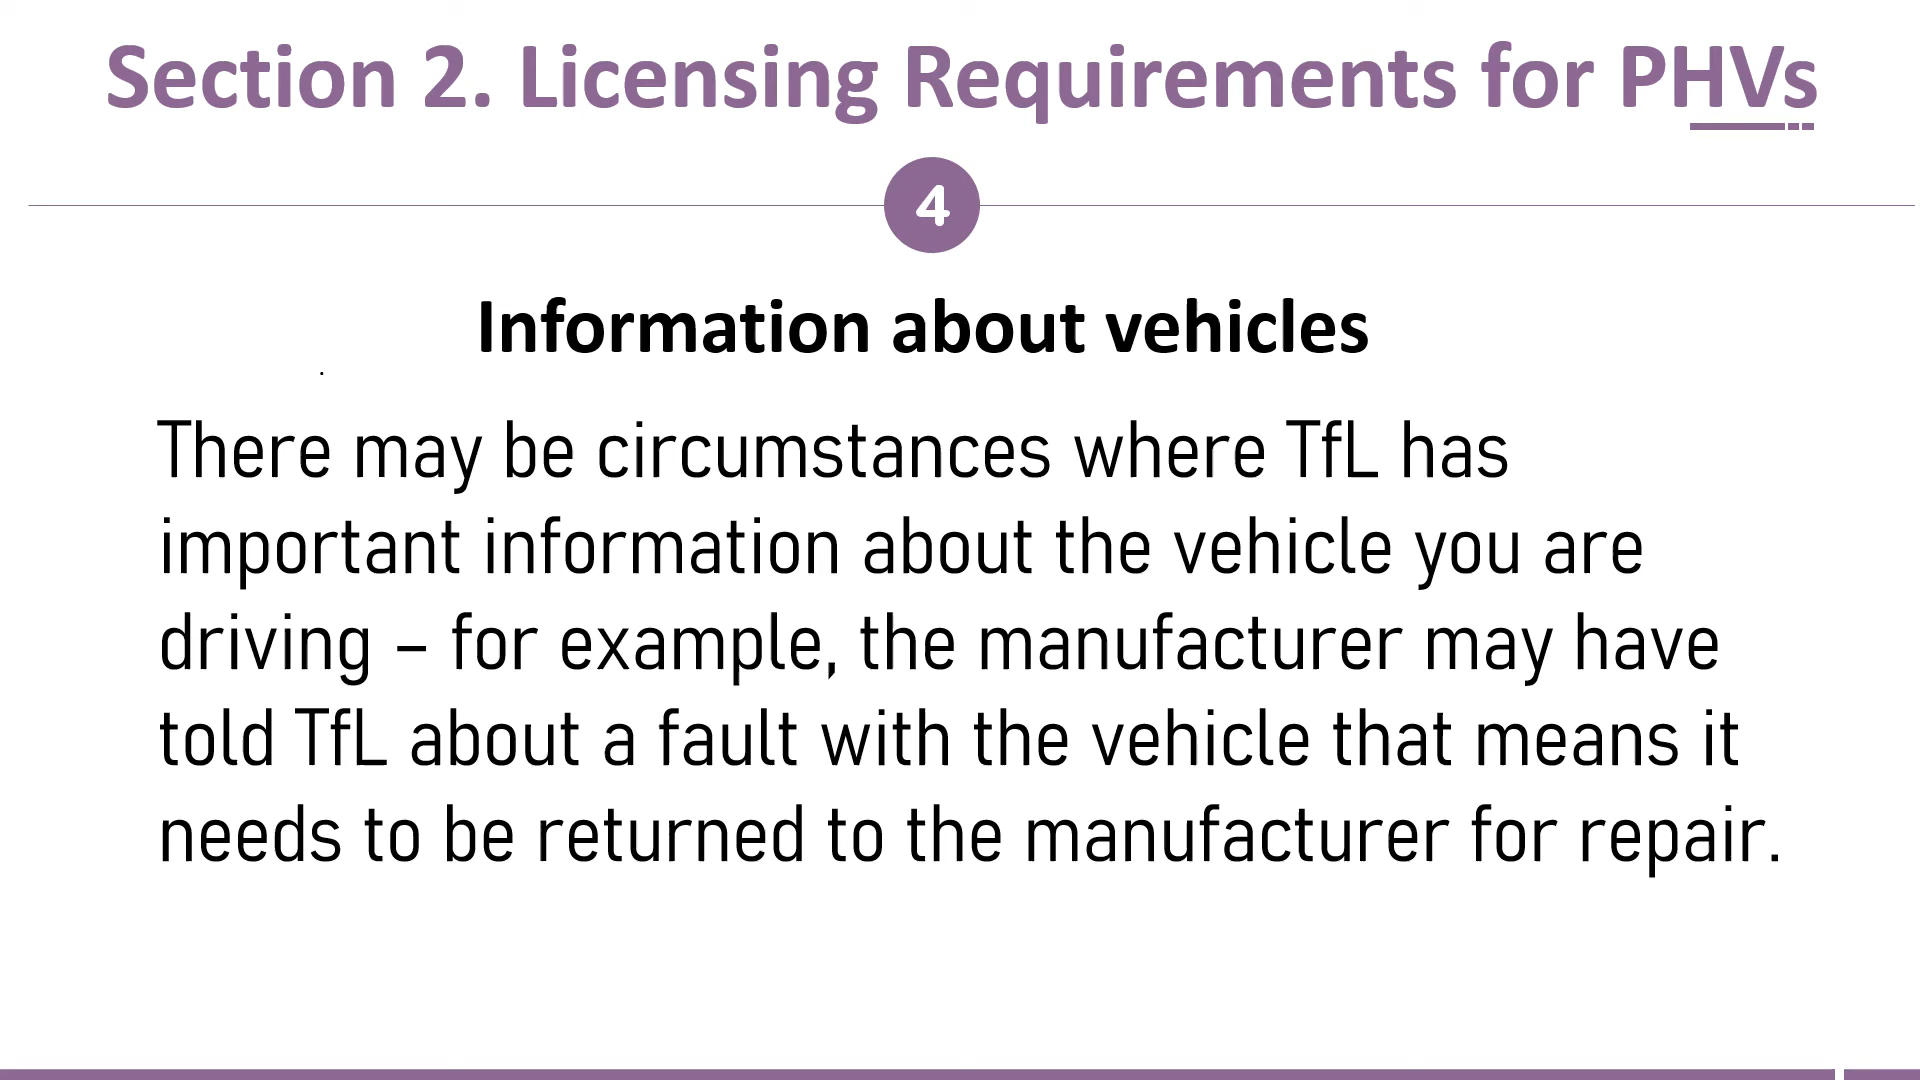 Section 2. Licensing Requirements for PHVs
4
Information about vehicles
There may be circumstances where TfL has
important information about the vehicle you are
driving – for example, the manufacturer may have
told TfL about a fault with the vehicle that means it
needs to be returned to the manufacturer for repair.